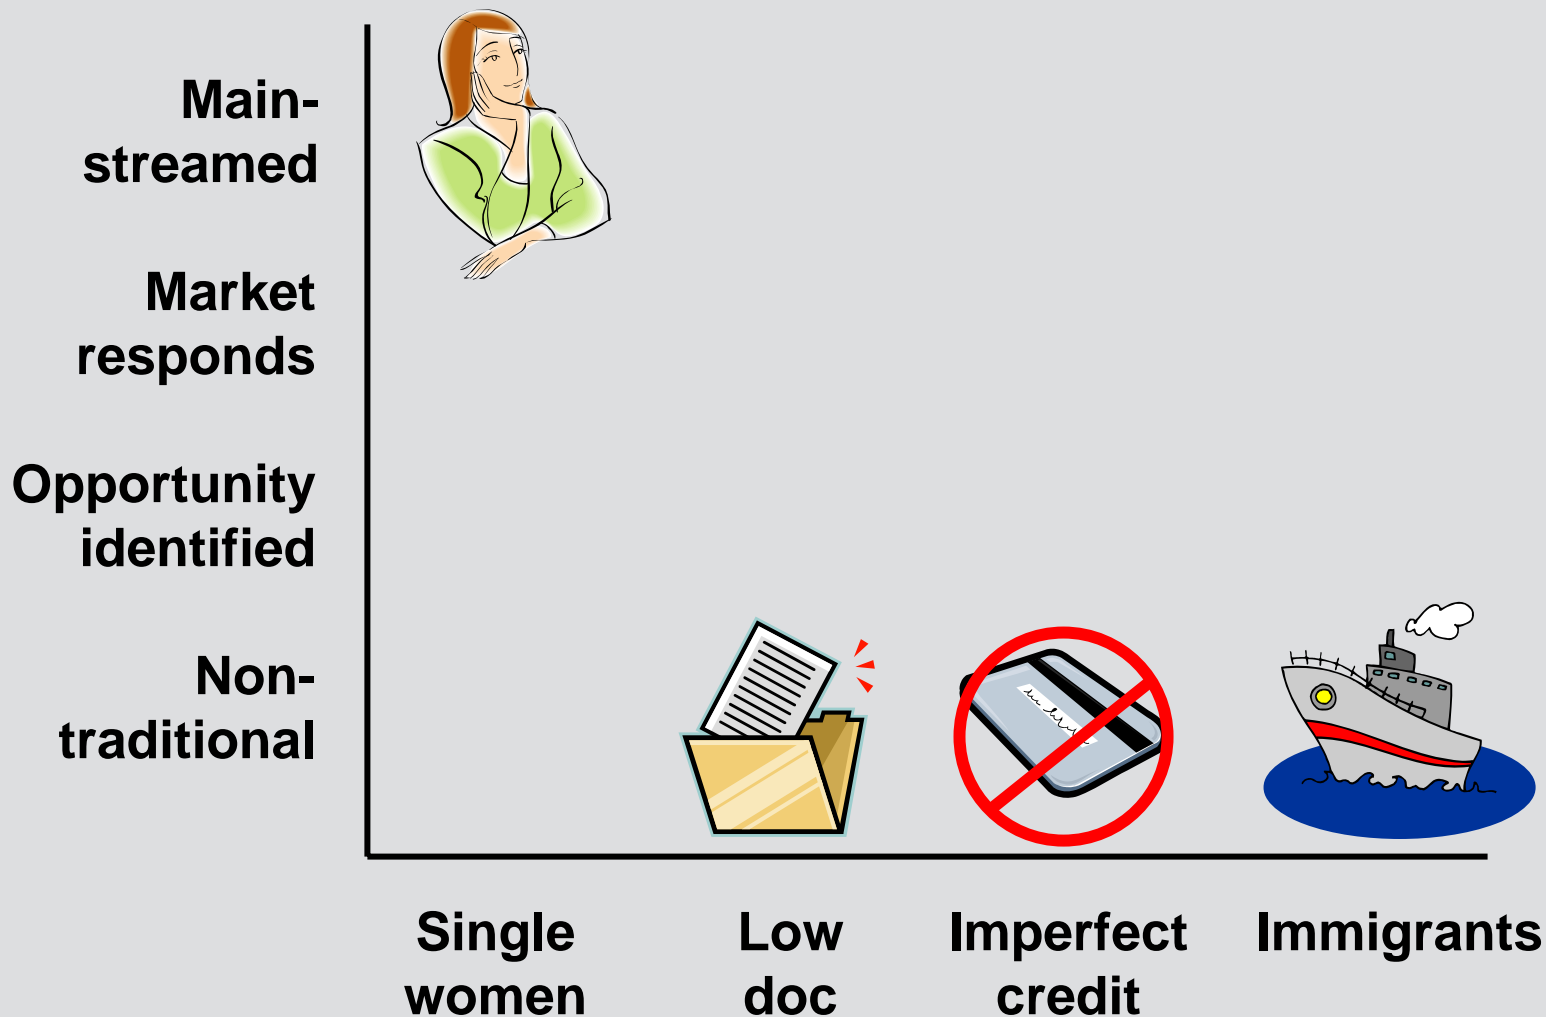 Main-
streamed
Market
responds
Opportunity
identified
Non-
traditional
Single
women
Low
doc
Imperfect
credit
Immigrants